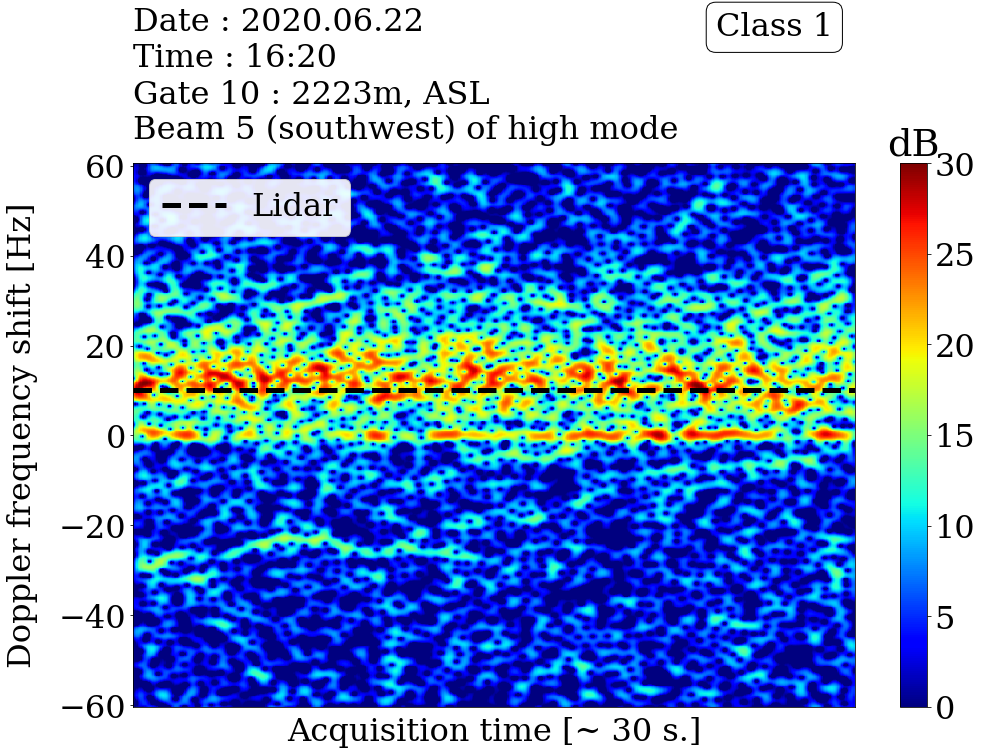 Date : 2020.06.22
Time : 16:20
Gate 10 : 2223m, ASL
Beam 5 (southwest) of high mode
Class 1
dB
Lidar
Doppler frequency shift [Hz]
60
40
20
0
−20
−40
−60
Acquisition time [~ 30 s.]
30
25
20
15
10
5
0